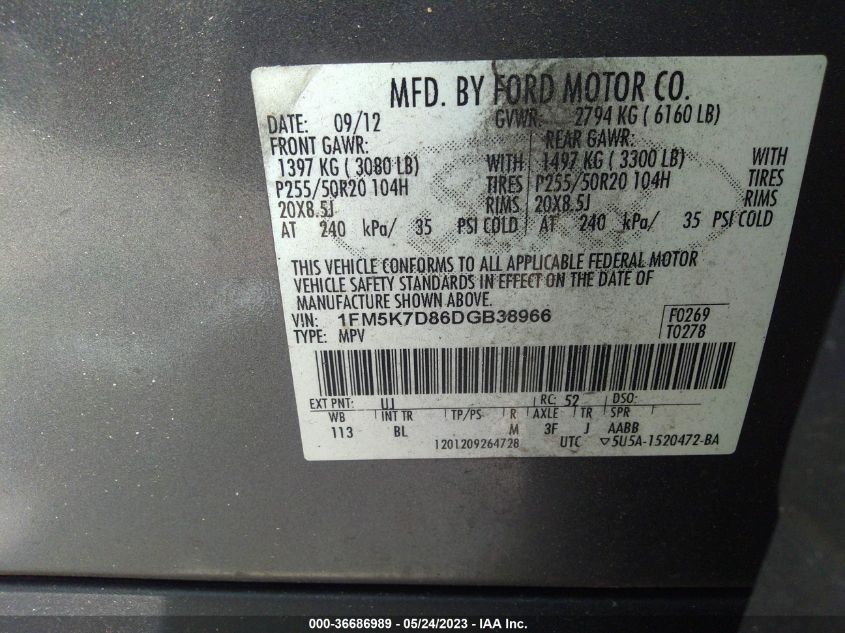 MFD. BY FORD MOTOR CO.
DATE: 09/12 GVWR: 2794 KG ( 6160 LB)
FRONT GAWR: REAR GAWR:
1397 KG ( 3080 LB) WITH 1497 KG ( 3300 LB) WITH
P255/50R20 104H TIRES P255/50R20 104H TIRES
20X8.5J RIMS 20X8.5J RIMS
AT 240 kPa/ 35 PSI COLD AT 240 kPa/ 35 PSI COLD
THIS VEHICLE CONFORMS TO ALL APPLICABLE FEDERAL MOTOR
VEHICLE SAFETY STANDARDS IN EFFECT ON THE DATE OF
MANUFACTURE SHOWN ABOVE.
VIN: 1FM5K7D86DGB38966 F0269
TYPE: MPV T0278
EXT PNT: UJ RC: 52 DSO:
WB INT TR TP/PS R AXLE TR SPR
113 BL M 3F J AABB
1201209264728 UTC ▽5U5A-1520472-BA
000-36686989 - 05/24/2023 - IAA Inc.